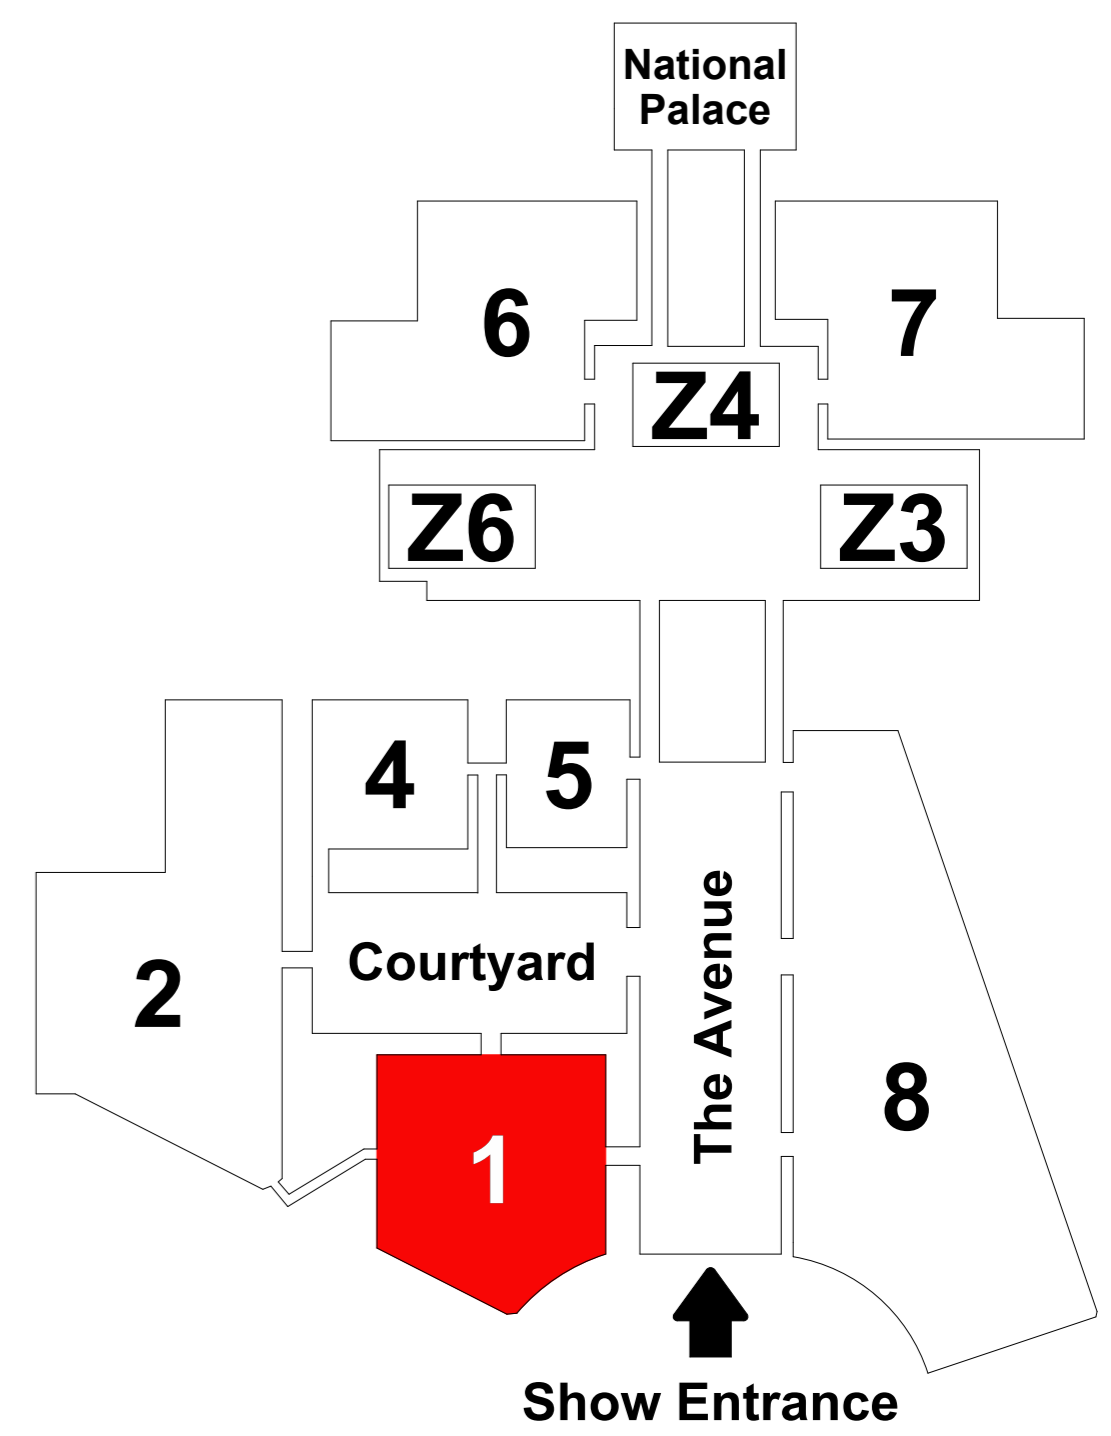 National
Palace
6
7
Z4
Z6
Z3
4
5
Courtyard
2
The Avenue
8
1
Show Entrance